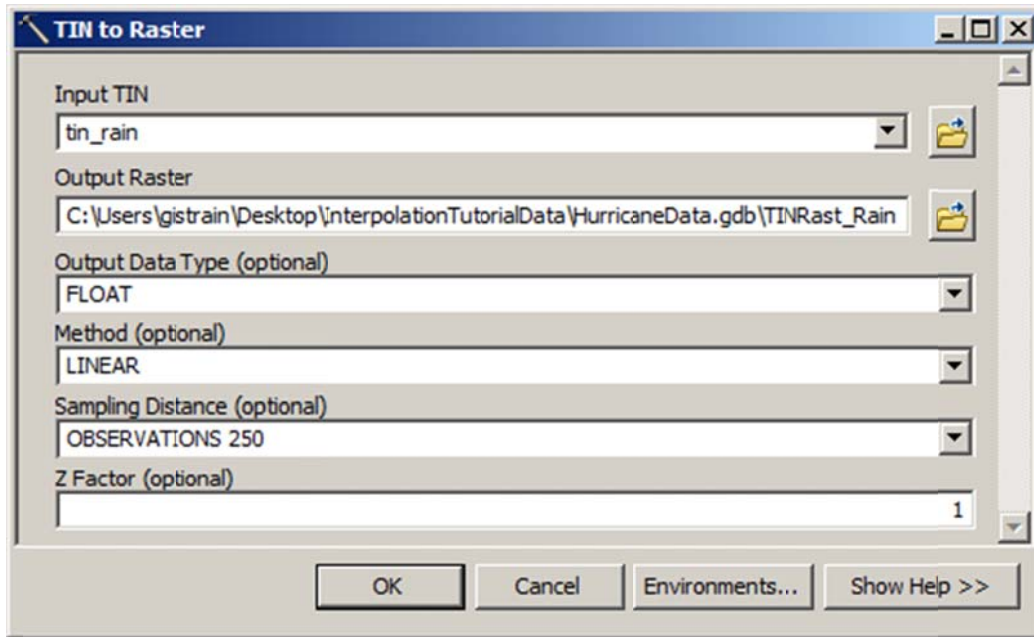 TIN to Raster
Input TIN
tin_rain
Output Raster
C:\Users\gistrain\Desktop\InterpolationTutorialData\HurricaneData.gdb\TINRast_Rain
Output Data Type (optional)
FLOAT
Method (optional)
LINEAR
Sampling Distance (optional)
OBSERVATIONS 250
Z Factor (optional)
1
OK Cancel Environments... Show Help >>